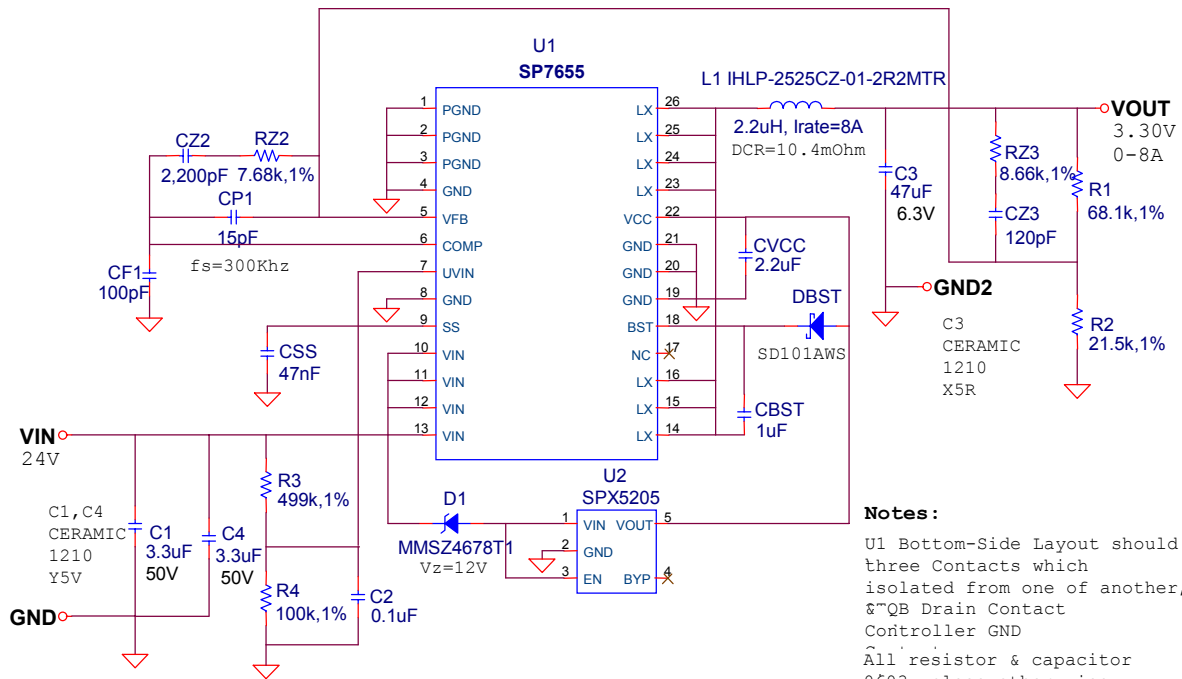 U1
SP7655
1 PGND
2 PGND
3 PGND
4 GND
5 VFB
6 COMP
7 UVIN
8 GND
9 SS
10 VIN
11 VIN
12 VIN
13 VIN
LX 26
LX 25
LX 24
LX 23
VCC 22
GND 21
GND 20
GND 19
BST 18
NC 17
LX 16
LX 15
LX 14
CZ2
2,200pF
RZ2
7.68k,1%
CP1
15pF
fs=300Khz
CF1
100pF
CSS
47nF
VIN
24V
C1,C4
CERAMIC
1210
Y5V
C1
3.3uF
50V
C4
3.3uF
50V
GND
R3
499k,1%
R4
100k,1%
C2
0.1uF
D1
MMSZ4678T1
Vz=12V
U2
SPX5205
1 VIN
2 GND
3 EN
VOUT 5
BYP 4
L1 IHLP-2525CZ-01-2R2MTR
2.2uH, Irate=8A
DCR=10.4mOhm
CVCC
2.2uF
DBST
SD101AWS
CBST
1uF
C3
47uF
6.3V
RZ3
8.66k,1%
CZ3
120pF
R1
68.1k,1%
R2
21.5k,1%
VOUT
3.30V
0-8A
GND2
C3
CERAMIC
1210
X5R
Notes:
U1 Bottom-Side Layout should
three Contacts which
isolated from one of another,
QB Drain Contact
Controller GND
All resistor & capacitor